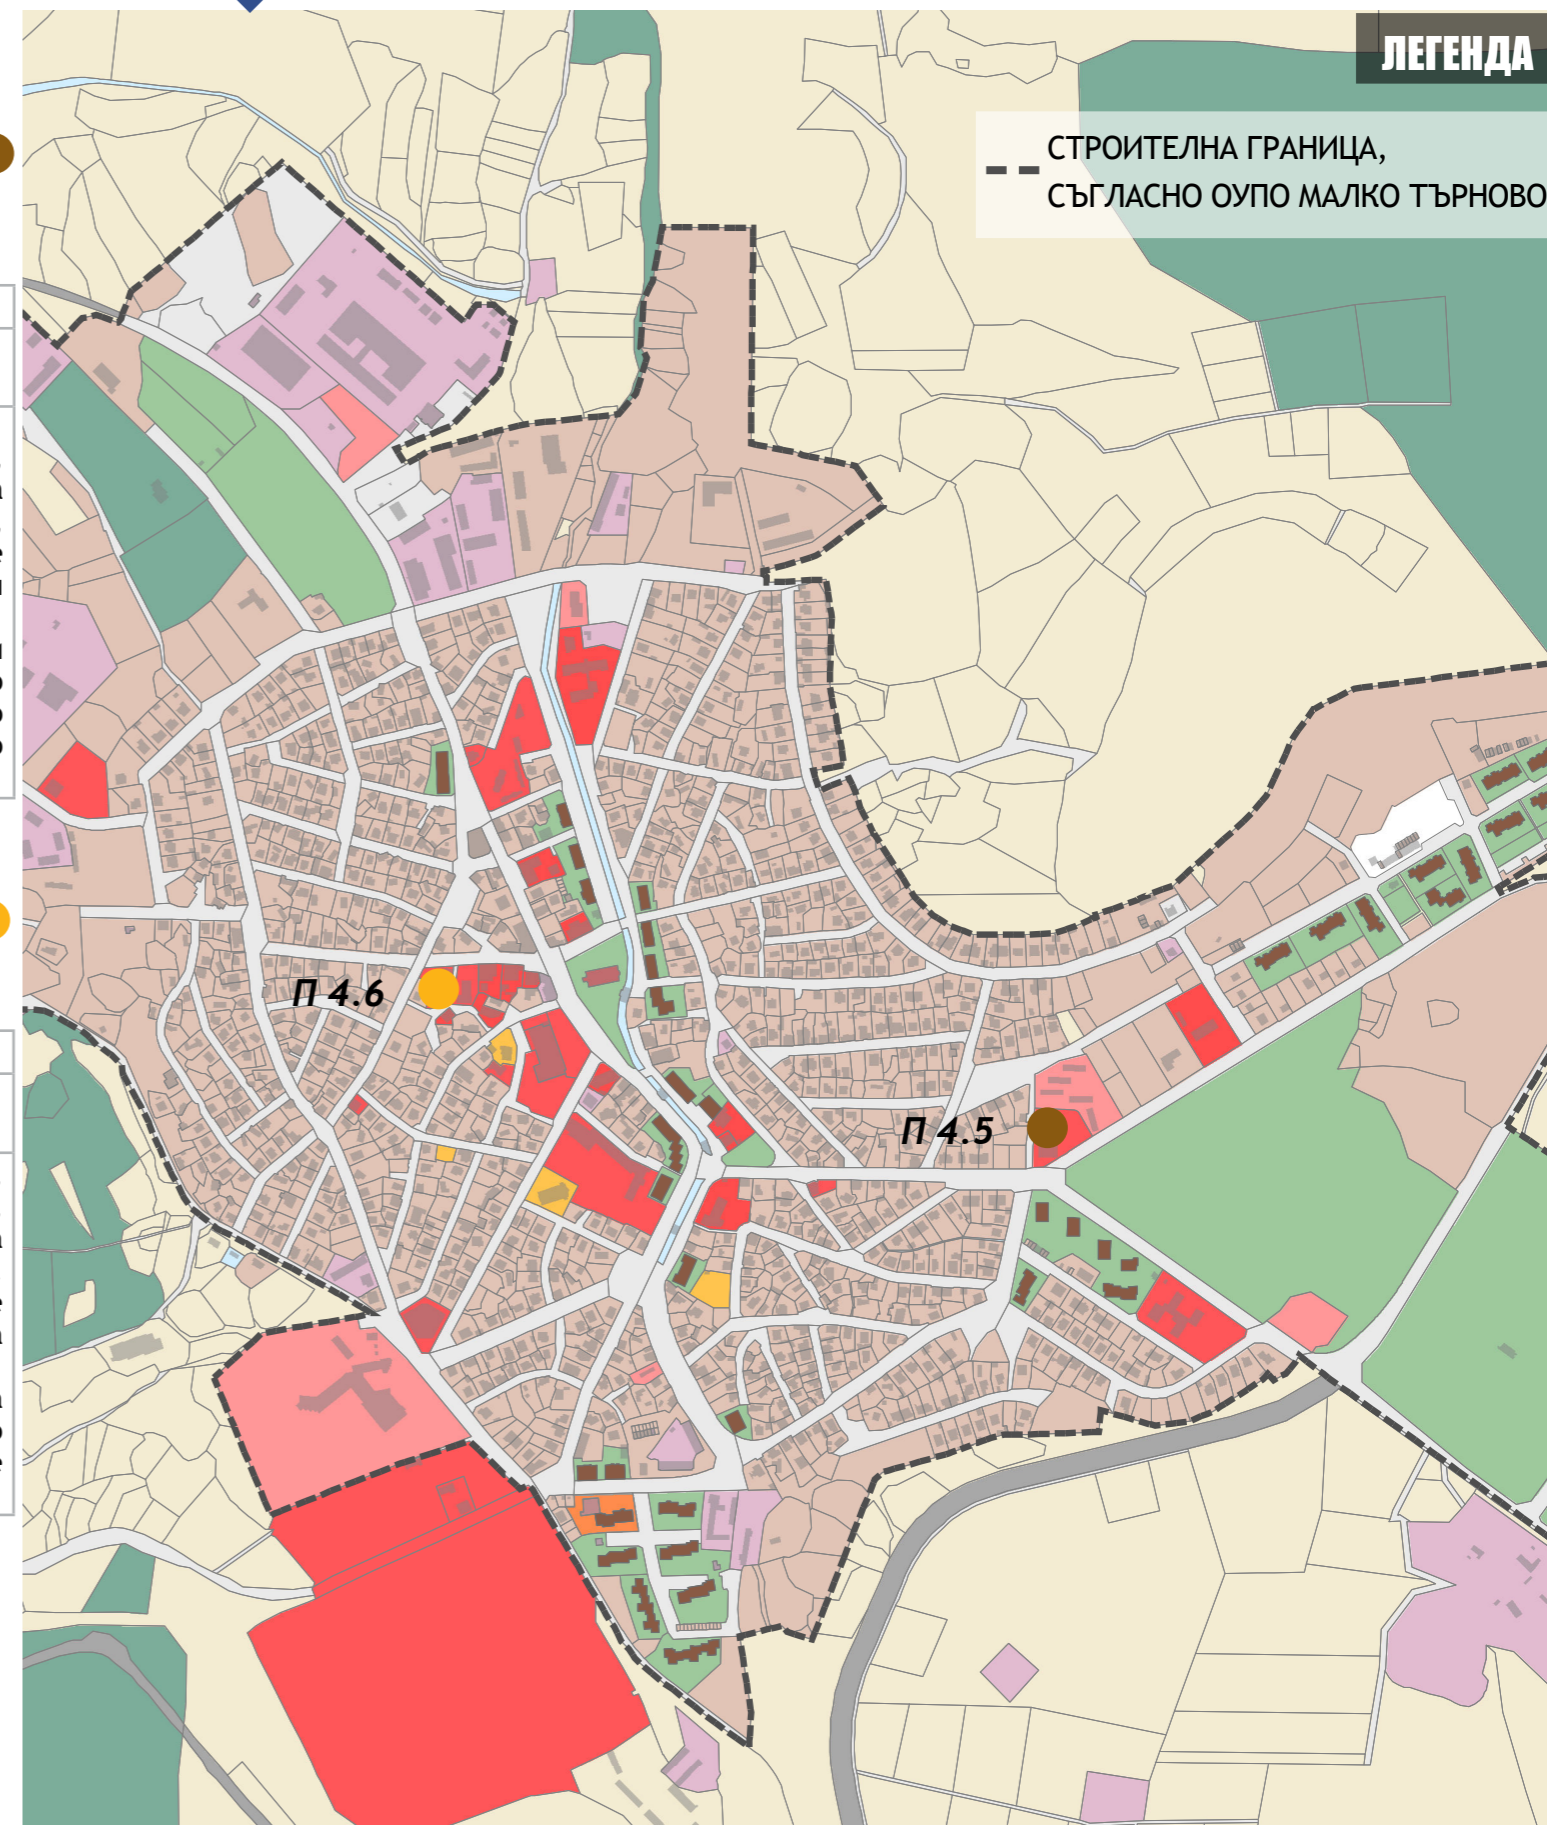 ЛЕГЕНДА
СТРОИТЕЛНА ГРАНИЦА,
СЪГЛАСНО ОУПО МАЛКО ТЪРНОВО
П 4.6
П 4.5